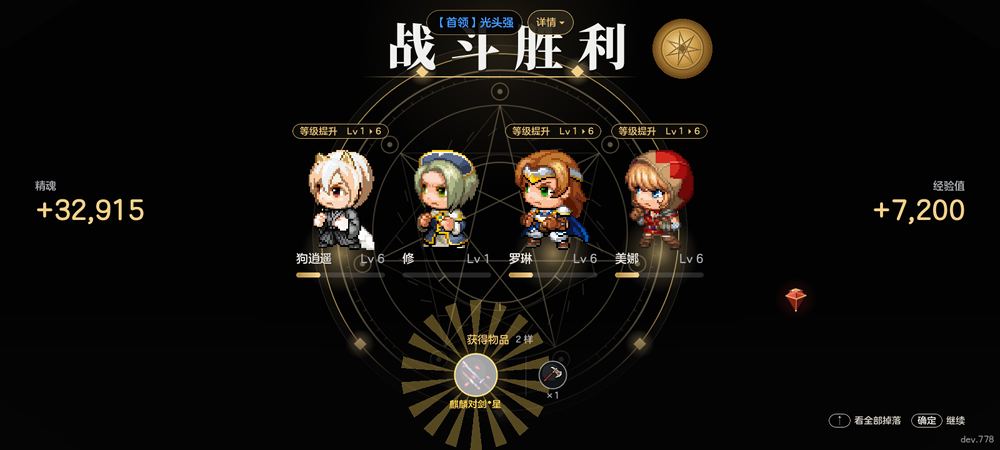 【首领】光头强
详情
战斗胜利
等级提升 Lv 1 6
等级提升 Lv 1 6
等级提升 Lv 1 6
精魂
+32,915
经验值
+7,200
狗逍遥 Lv 6
修 Lv 1
罗琳 Lv 6
美娜 Lv 6
获得物品 2 样
麒麟对剑*星
×1
↑ 看全部掉落 确定 继续
dev.778